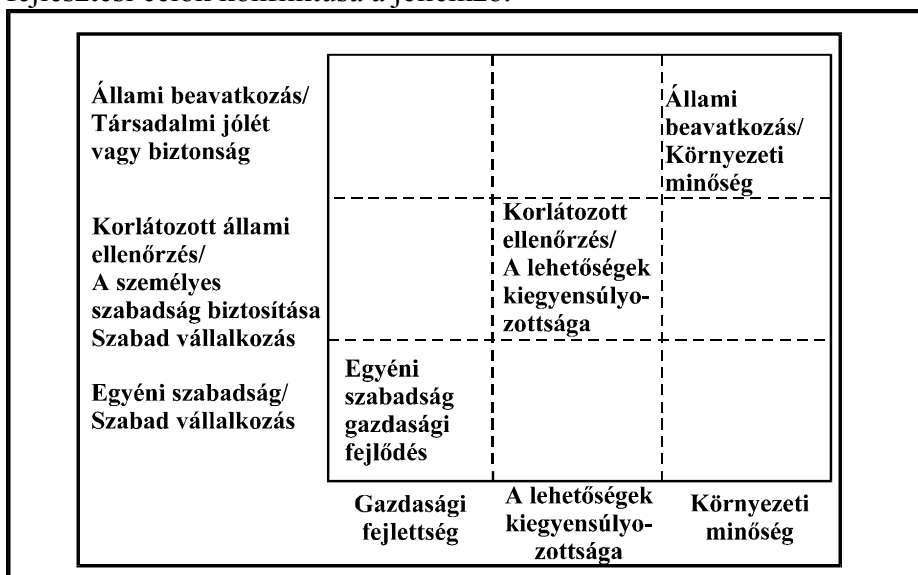 fejlesztési célok konfliktusa a jellemző.
Állami beavatkozás/
Társadalmi jólét
vagy biztonság
Állami
beavatkozás/
Környezeti
minőség
Korlátozott állami
ellenőrzés/
A személyes
szabadság biztosítása
Szabad vállalkozás
Korlátozott
ellenőrzés/
A lehetőségek
kiegyensúlyo-
zottsága
Egyéni szabadság/
Szabad vállalkozás
Egyéni
szabadság
gazdasági
fejlődés
Gazdasági
fejlettség
A lehetőségek
kiegyensúlyo-
zottsága
Környezeti
minőség